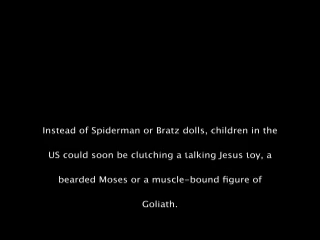 Instead of Spiderman or Bratz dolls, children in the
US could soon be clutching a talking Jesus toy, a
bearded Moses or a muscle-bound figure of
Goliath.